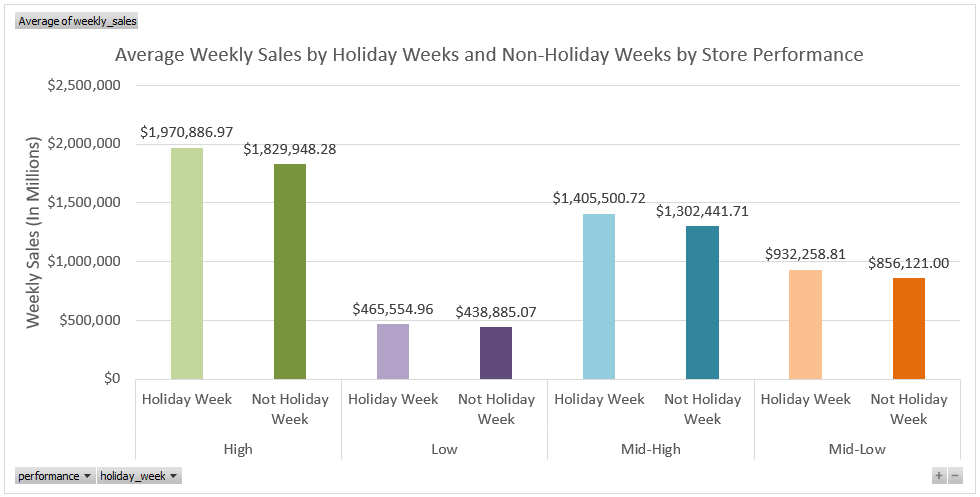 Average of weekly_sales
Average Weekly Sales by Holiday Weeks and Non-Holiday Weeks by Store Performance
Weekly Sales (In Millions)
$2,500,000
$2,000,000
$1,500,000
$1,000,000
$500,000
$0
$1,970,886.97
$1,829,948.28
$465,554.96
$438,885.07
$1,405,500.72
$1,302,441.71
$932,258.81
$856,121.00
Holiday Week
Not Holiday
Week
Holiday Week
Not Holiday
Week
Holiday Week
Not Holiday
Week
Holiday Week
Not Holiday
Week
High
Low
Mid-High
Mid-Low
performance
holiday_week
+ −